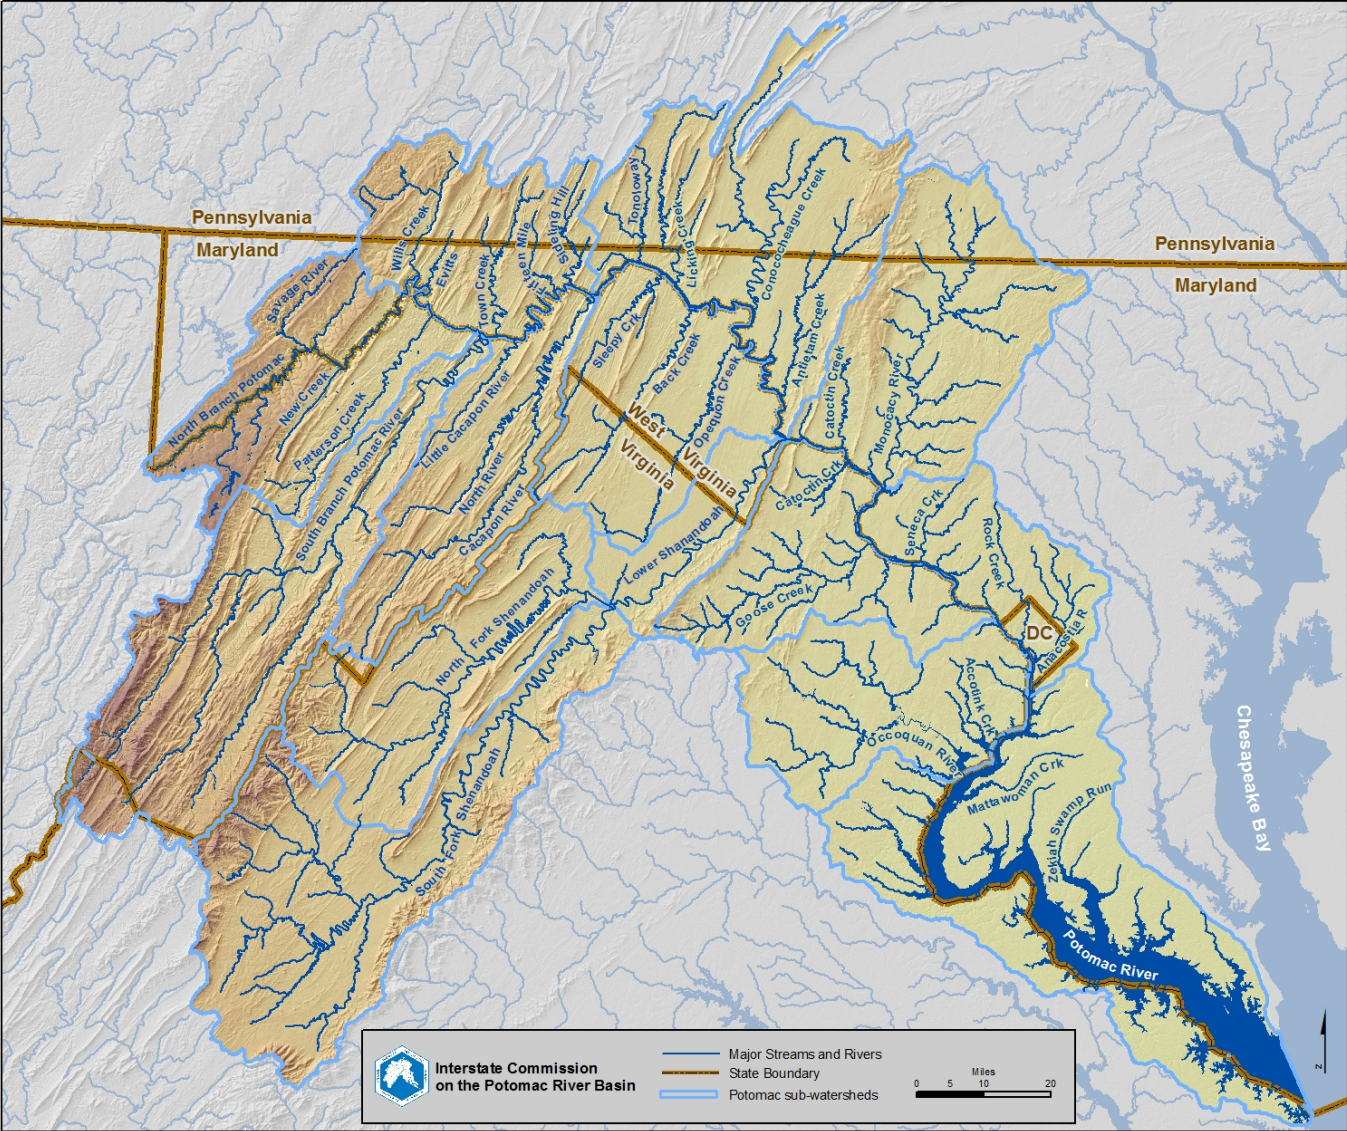 Pennsylvania
Maryland
Pennsylvania
Maryland
Wills Creek
Evitts
Town Creek
Fifteen Mile
Sideling Hill
Tonoloway
Licking Creek
Conococheague Creek
Antietam Creek
Catoctin Creek
Monocacy River
Savage River
North Branch Potomac
New Creek
Patterson Creek
South Branch Potomac River
Little Cacapon River
North River
Cacapon River
Sleepy Crk
Back Creek
Opequon Creek
West Virginia
Virginia
Catoctin Crk
Lower Shenandoah
Goose Creek
Seneca Crk
Rock Creek
DC
Anacostia R
North Fork Shenandoah
South Fork Shenandoah
Accotink Crk
Occoquan River
Mattawoman Crk
Zekiah Swamp Run
Chesapeake Bay
Potomac River
Interstate Commission
on the Potomac River Basin
Major Streams and Rivers
State Boundary
Potomac sub-watersheds
Miles
0 5 10 20
N